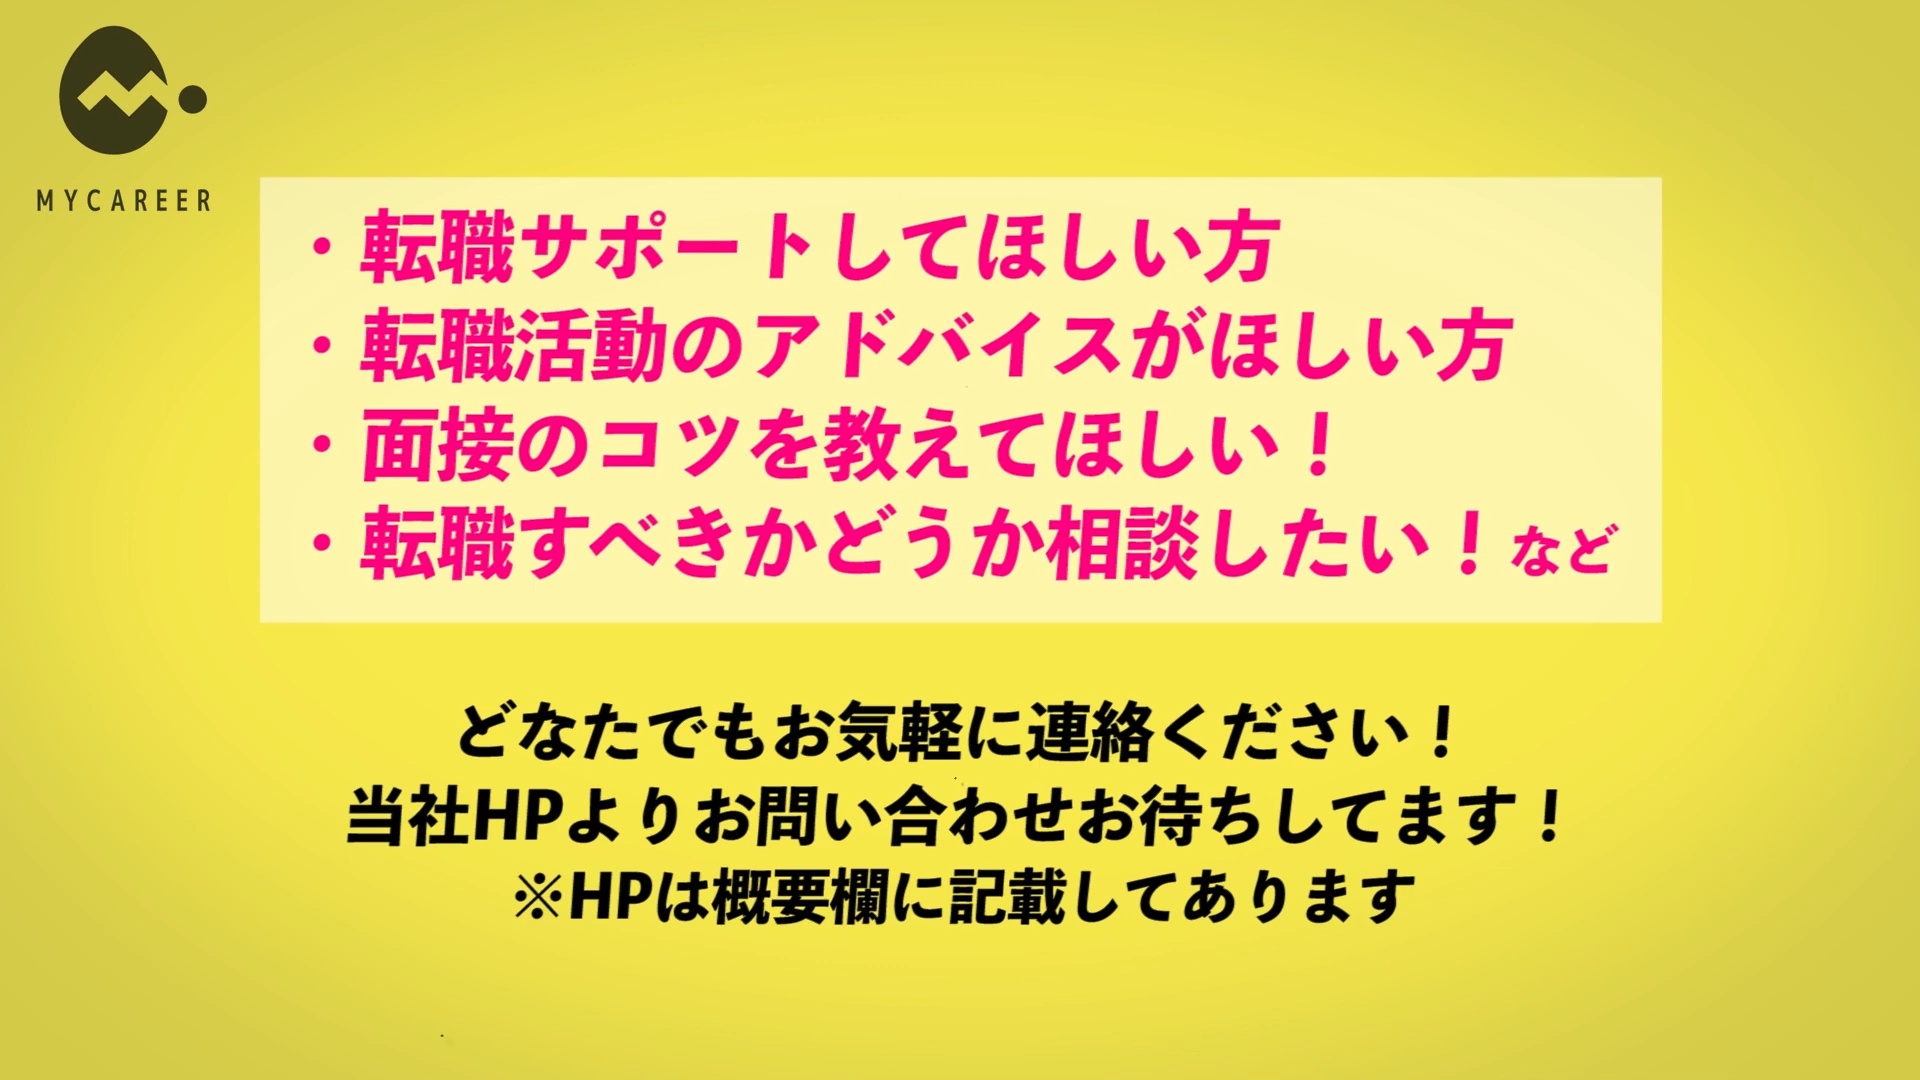 MYCAREER
・転職サポートしてほしい方
・転職活動のアドバイスがほしい方
・面接のコツを教えてほしい！
・転職すべきかどうか相談したい！など
どなたでもお気軽に連絡ください！
当社HPよりお問い合わせお待ちしてます！
※HPは概要欄に記載してあります